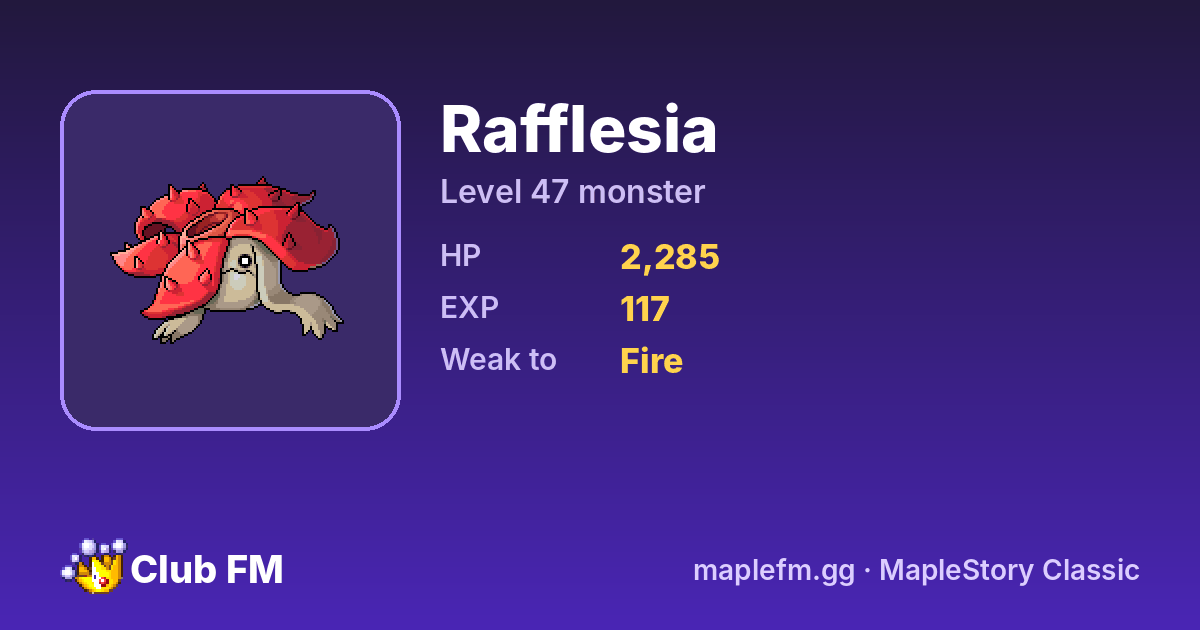 Rafflesia
Level 47 monster
HP 2,285
EXP 117
Weak to Fire
Club FM
maplefm.gg · MapleStory Classic